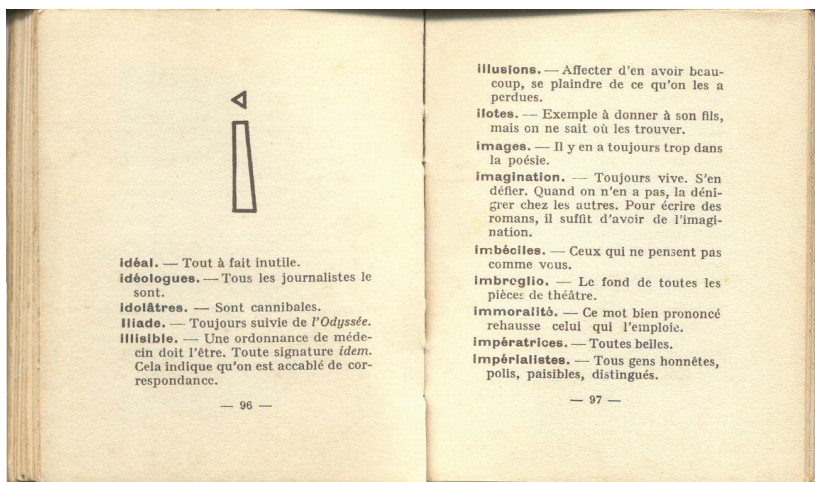 i
idéal. — Tout à fait inutile.
idéologues. — Tous les journalistes le
sont.
idolâtres. — Sont cannibales.
Iliade. — Toujours suivie de l'Odyssée.
illisible. — Une ordonnance de méde-
cin doit l'être. Toute signature idem.
Cela indique qu'on est accablé de cor-
respondance.
— 96 —
illusions. — Affecter d'en avoir beau-
coup, se plaindre de ce qu'on les a
perdues.
ilotes. — Exemple à donner à son fils,
mais on ne sait où les trouver.
images. — Il y en a toujours trop dans
la poésie.
imagination. — Toujours vive. S'en
défier. Quand on n'en a pas, la déni-
grer chez les autres. Pour écrire des
romans, il suffit d'avoir de l'imagi-
nation.
imbéciles. — Ceux qui ne pensent pas
comme vous.
imbroglio. — Le fond de toutes les
pièces de théâtre.
immoralité. — Ce mot bien prononcé
rehausse celui qui l'emploie.
impératrices. — Toutes belles.
impérialistes. — Tous gens honnêtes,
polis, paisibles, distingués.
— 97 —